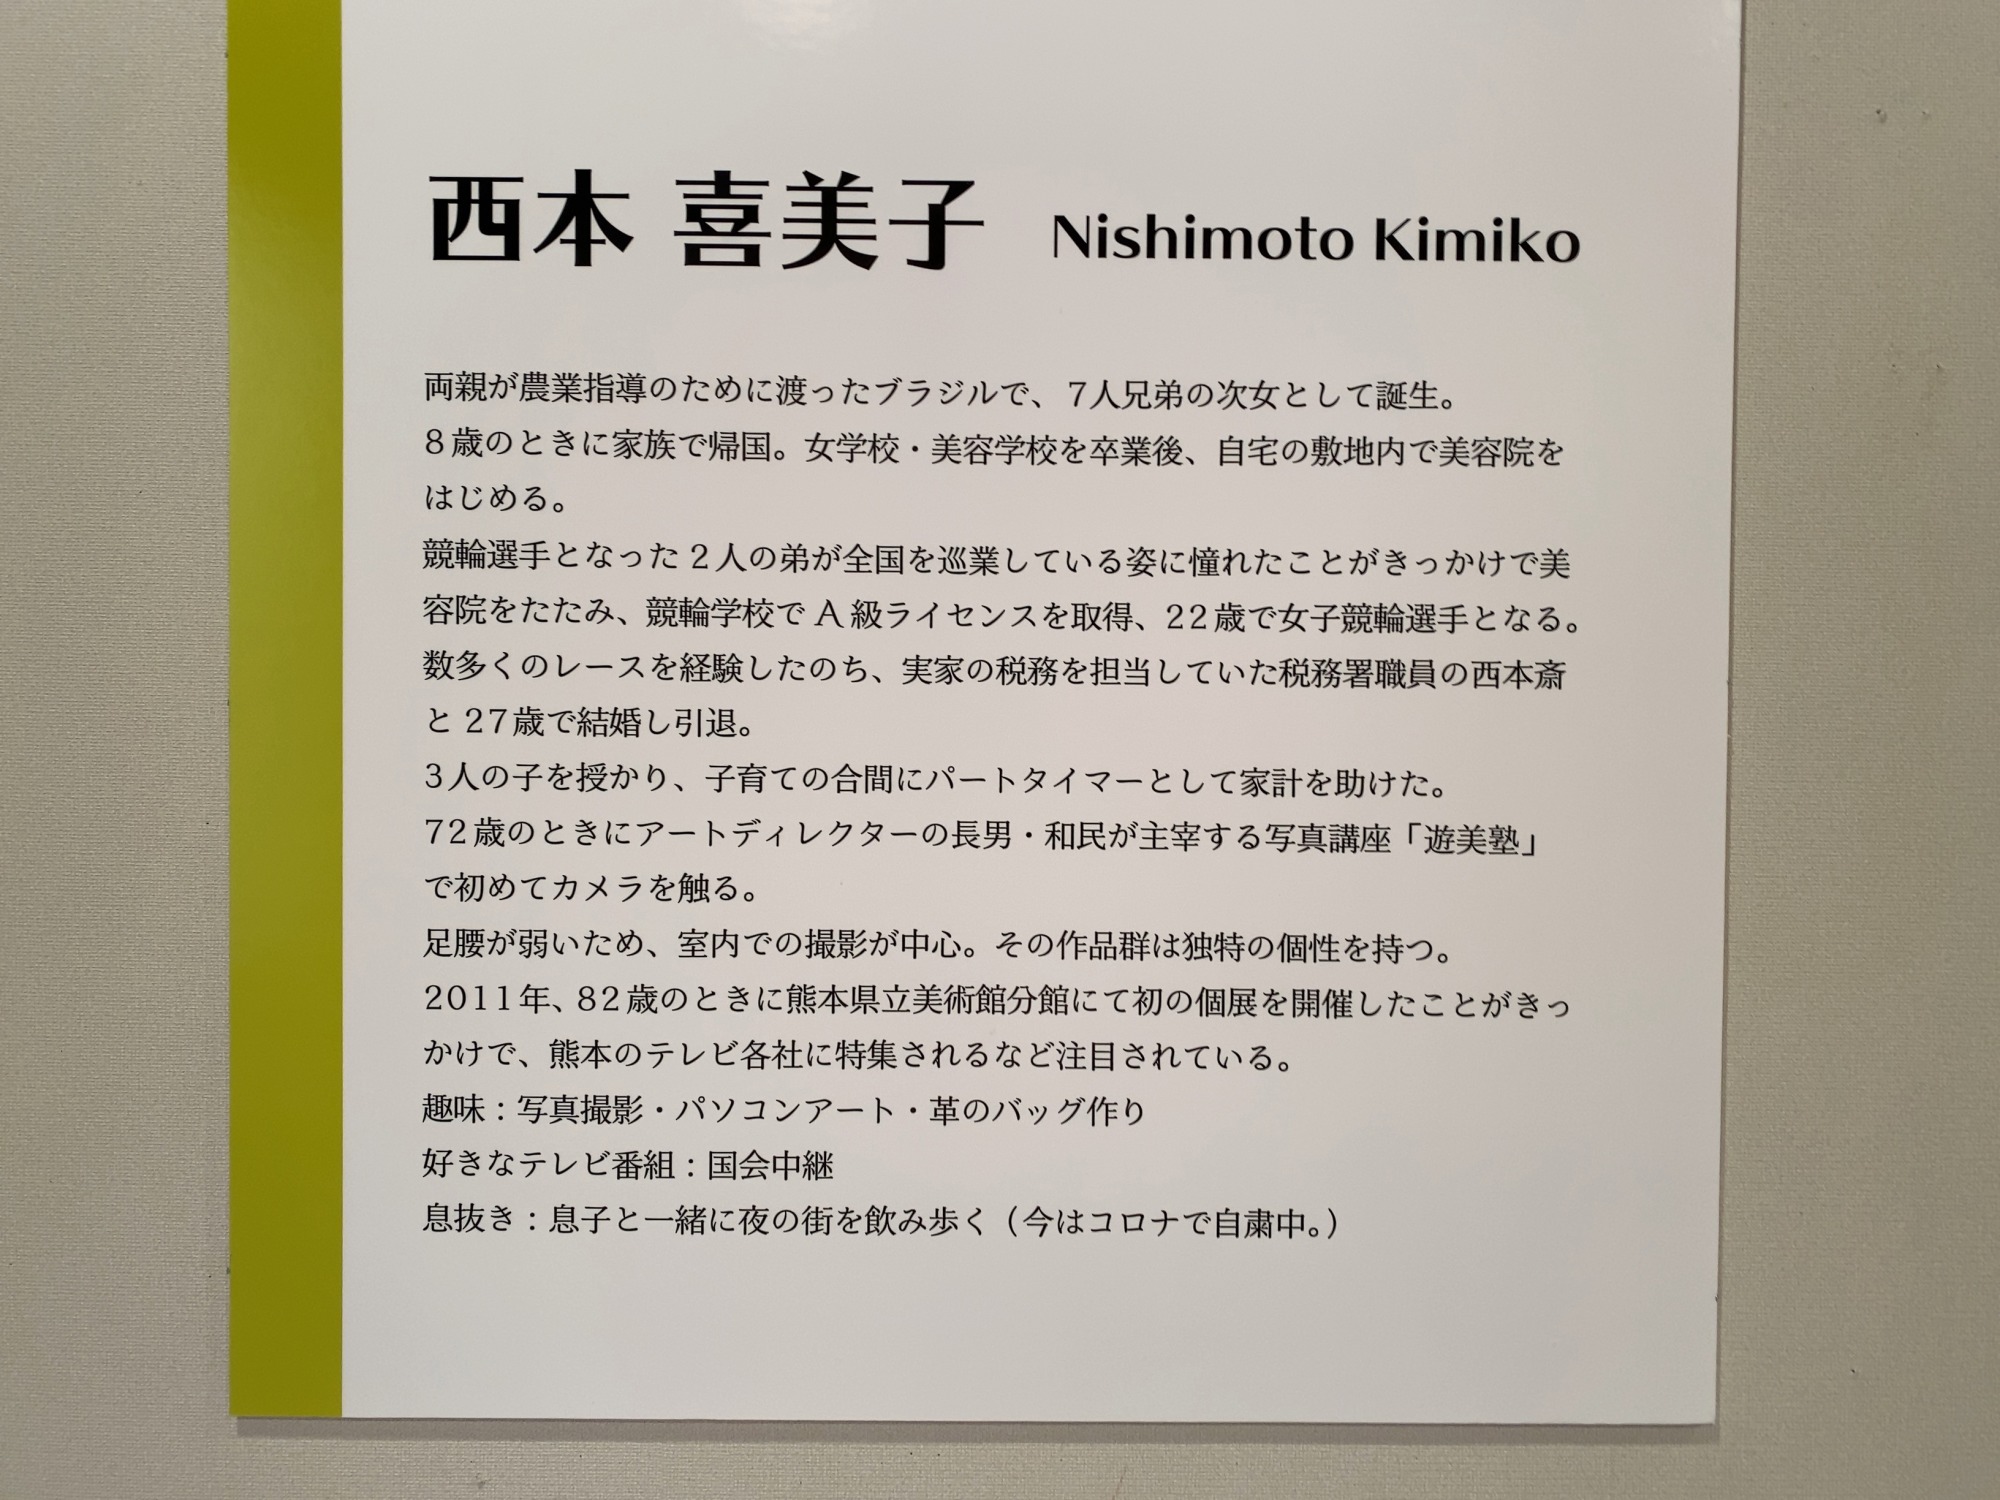 西本 喜美子 Nishimoto Kimiko
両親が農業指導のために渡ったブラジルで、7人兄弟の次女として誕生。
8歳のときに家族で帰国。女学校・美容学校を卒業後、自宅の敷地内で美容院を
はじめる。
競輪選手となった2人の弟が全国を巡業している姿に憧れたことがきっかけで美
容院をたたみ、競輪学校でA級ライセンスを取得、22歳で女子競輪選手となる。
数多くのレースを経験したのち、実家の税務を担当していた税務署職員の西本斎
と27歳で結婚し引退。
3人の子を授かり、子育ての合間にパートタイマーとして家計を助けた。
72歳のときにアートディレクターの長男・和民が主宰する写真講座「遊美塾」
で初めてカメラを触る。
足腰が弱いため、室内での撮影が中心。その作品群は独特の個性を持つ。
2011年、82歳のときに熊本県立美術館分館にて初の個展を開催したことがきっ
かけで、熊本のテレビ各社に特集されるなど注目されている。
趣味：写真撮影・パソコンアート・革のバッグ作り
好きなテレビ番組：国会中継
息抜き：息子と一緒に夜の街を飲み歩く（今はコロナで自粛中。）